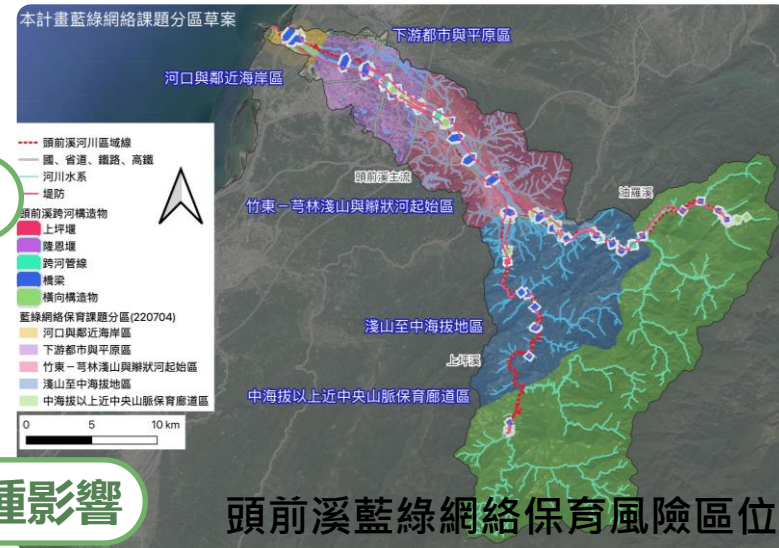 本計畫藍綠網絡課題分區草案
下游都市與平原區
河口與鄰近海岸區
頭前溪河川區域線
國、省道、鐵路、高鐵
河川水系
堤防
頭前溪跨河構造物
上坪堰
隆恩堰
跨河管線
橋梁
橫向構造物
藍綠網絡保育課題分區(220704)
河口與鄰近海岸區
下游都市與平原區
竹東－芎林淺山與辮狀河起始區
淺山至中海拔地區
中海拔以上近中央山脈保育廊道區
0 5 10 km
頭前溪主流
油羅溪
竹東－芎林淺山與辮狀河起始區
淺山至中海拔地區
上坪溪
中海拔以上近中央山脈保育廊道區
種影響
頭前溪藍綠網絡保育風險區位